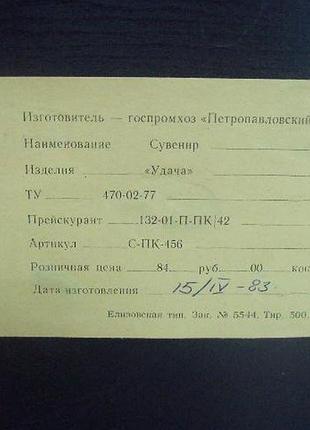 Изготовитель — госпромхоз «Петропавловский
Наименование Сувенир
Изделия «Удача»
ТУ 470-02-77
Прейскурант 132-01-П-ПК/42
Артикул С-ПК-456
Розничная цена 84 руб. 00 коп
Дата изготовления 15/IV-83
Елизовская тип. Зак. № 5544. Тир. 500.